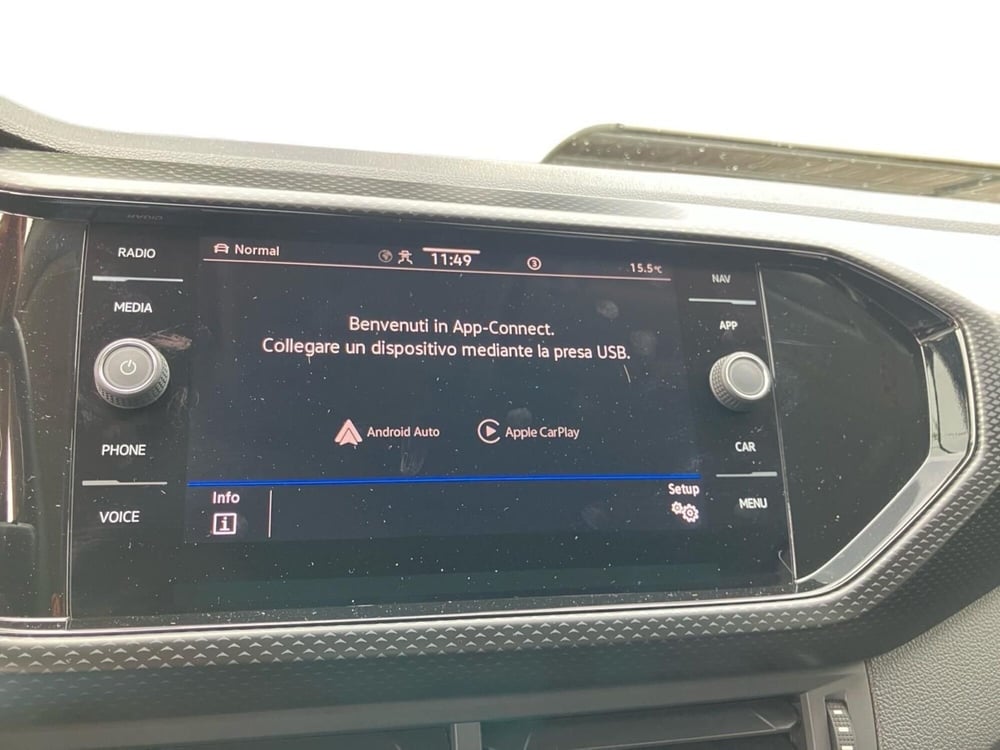 RADIO
MEDIA
PHONE
VOICE
Normal
11:49
3
15.5°C
Benvenuti in App-Connect.
Collegare un dispositivo mediante la presa USB.
Android Auto
Apple CarPlay
Info
i
Setup
NAV
APP
CAR
MENU